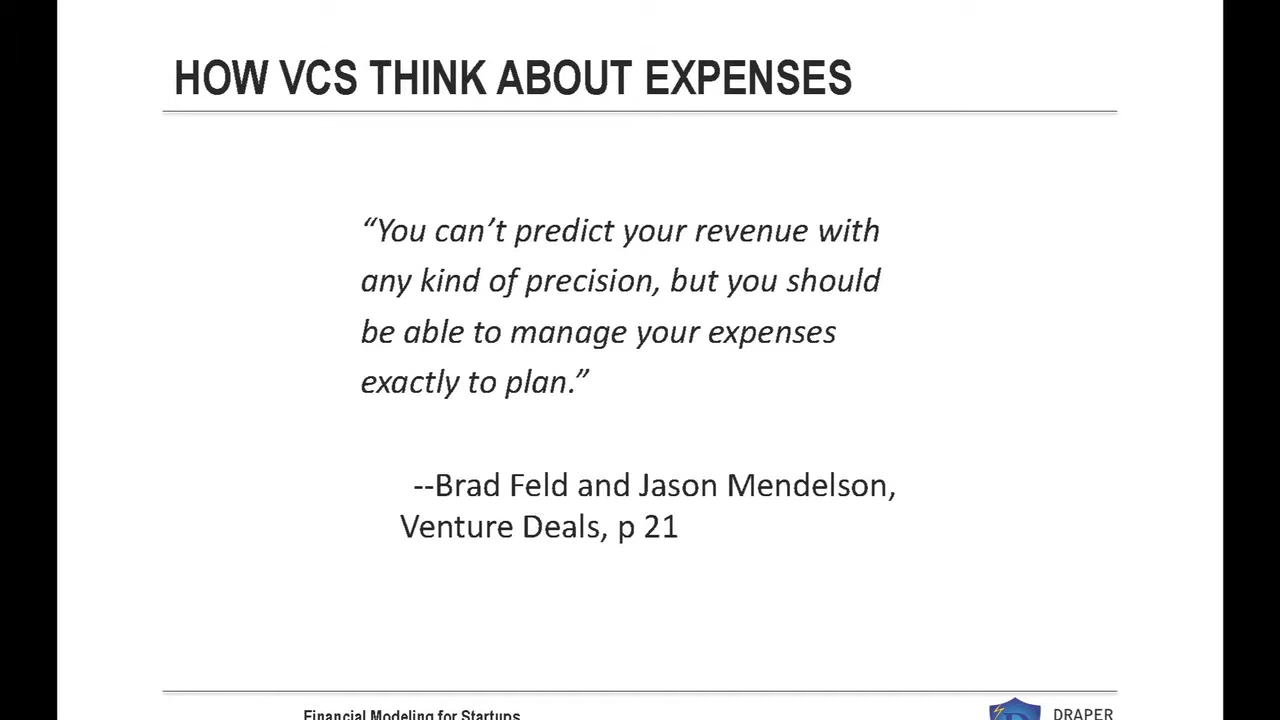 HOW VCS THINK ABOUT EXPENSES
“You can’t predict your revenue with
any kind of precision, but you should
be able to manage your expenses
exactly to plan.”
--Brad Feld and Jason Mendelson,
Venture Deals, p 21
Financial Modeling for Startups
DRAPER